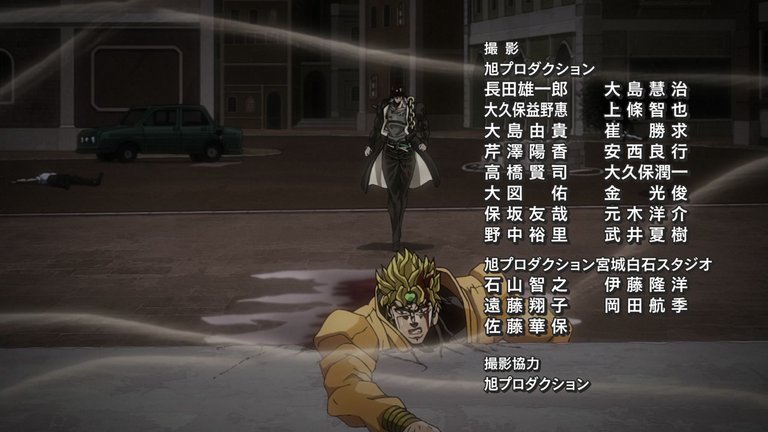 撮影
旭プロダクション
長田雄一郎 大島慧治
大久保益野惠 上條智也
大島由貴 崔勝求
芹澤陽香 安西良行
高橋賢司 大久保潤一
大図佑 金光俊
保坂友哉 元木洋介
野中裕里 武井夏樹
旭プロダクション宮城白石スタジオ
石山智之 伊藤隆洋
遠藤翔子 岡田航季
佐藤華保
撮影協力
旭プロダクション